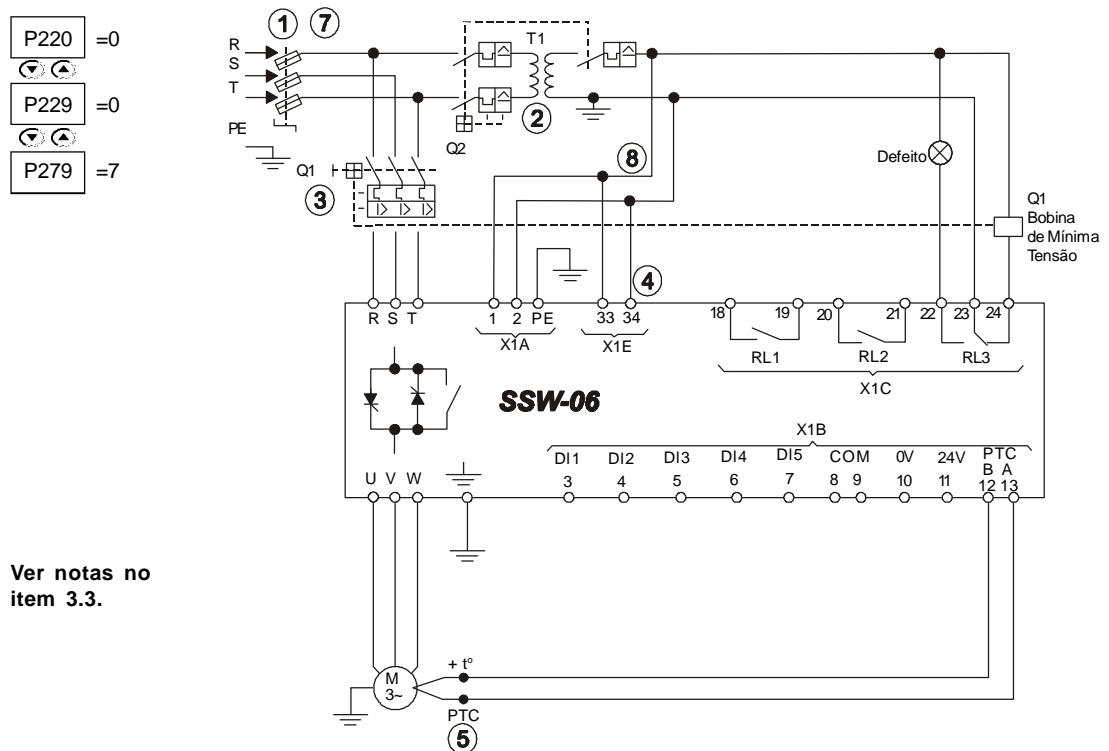 P220 =0
P229 =0
P279 =7
1 7
R
S
T
PE
T1
2
Q2
Q1
3
8
4
Defeito
Q1
Bobina
de Mínima
Tensão
R S T
1 2 PE
X1A
33 34
X1E
18 19 20 21 22 23 24
RL1 RL2 RL3
X1C
SSW-06
X1B
DI1 DI2 DI3 DI4 DI5 COM 0V 24V PTC
B A
3 4 5 6 7 8 9 10 11 12 13
U V W
Ver notas no
item 3.3.
M
3~
+ tº
PTC
5